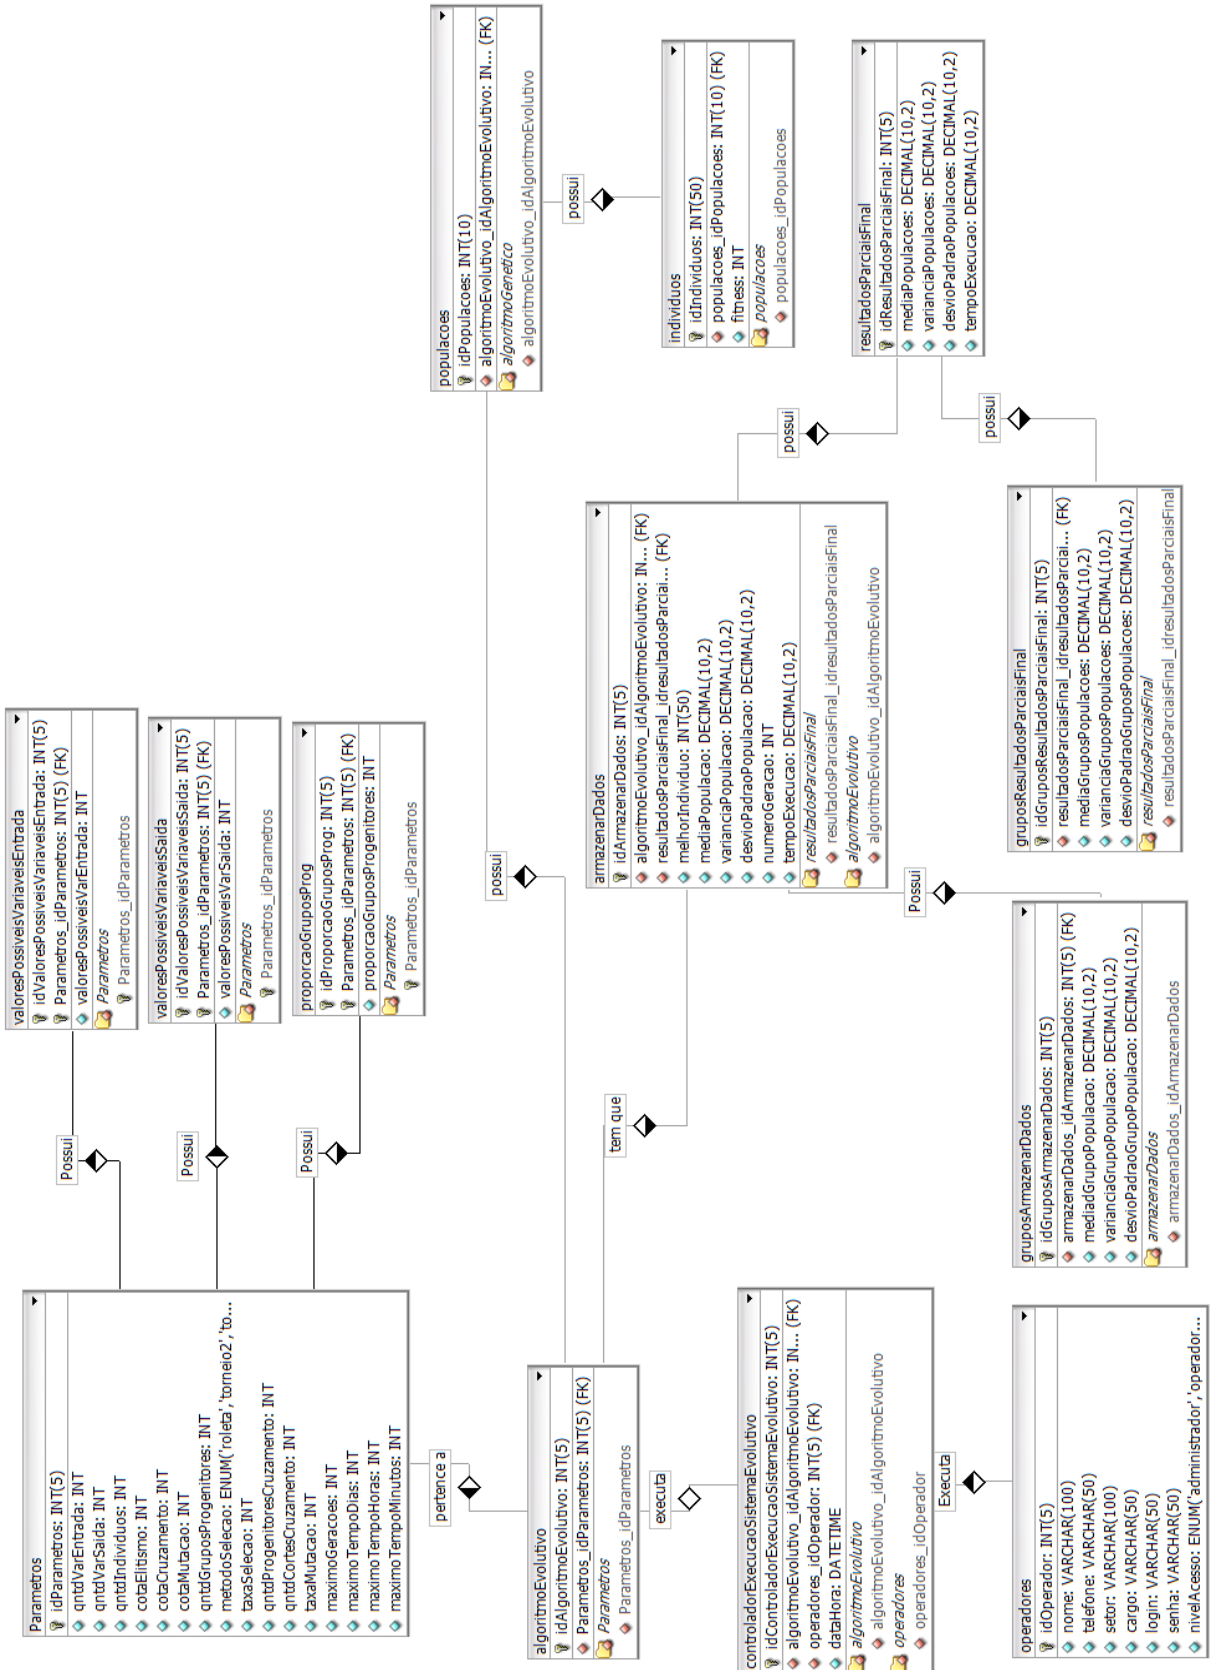 Parametros
idParametros: INT(5)
qntdVarEntrada: INT
qntdVarSaida: INT
qntdIndividuos: INT
cotaElitismo: INT
cotaCruzamento: INT
cotaMutacao: INT
qntdGruposProgenitores: INT
metodoSelecao: ENUM('roleta','torneio2','to...
taxaSelecao: INT
qntdProgenitoresCruzamento: INT
qntdCortesCruzamento: INT
taxaMutacao: INT
maximoGeracoes: INT
maximoTempoDias: INT
maximoTempoHoras: INT
maximoTempoMinutos: INT
Possui
Possui
Possui
valoresPossiveisVariaveisEntrada
idValoresPossiveisVariaveisEntrada: INT(5)
Parametros_idParametros: INT(5) (FK)
valoresPossiveisVarEntrada: INT
Parametros
Parametros_idParametros
valoresPossiveisVariaveisSaida
idValoresPossiveisVariaveisSaida: INT(5)
Parametros_idParametros: INT(5) (FK)
valoresPossiveisVarSaida: INT
Parametros
Parametros_idParametros
proporcaoGruposProg
idProporcaoGruposProg: INT(5)
Parametros_idParametros: INT(5) (FK)
proporcaoGruposProgenitores: INT
Parametros
Parametros_idParametros
pertence a
algoritmoEvolutivo
idAlgoritmoEvolutivo: INT(5)
Parametros_idParametros: INT(5) (FK)
Parametros
Parametros_idParametros
possui
populacoes
idPopulacoes: INT(10)
algoritmoEvolutivo_idAlgoritmoEvolutivo: IN... (FK)
algoritmoGenetico
algoritmoEvolutivo_idAlgoritmoEvolutivo
possui
individuos
idIndividuos: INT(50)
populacoes_idPopulacoes: INT(10) (FK)
fitness: INT
populacoes
populacoes_idPopulacoes
tem que
armazenarDados
idArmazenarDados: INT(5)
algoritmoEvolutivo_idAlgoritmoEvolutivo: IN... (FK)
resultadosParciaisFinal_idresultadosParciai... (FK)
melhorIndividuo: INT(50)
mediaPopulacao: DECIMAL(10,2)
varianciaPopulacao: DECIMAL(10,2)
desvioPadraoPopulacao: DECIMAL(10,2)
numeroGeracao: INT
tempoExecucao: DECIMAL(10,2)
resultadosParciaisFinal
resultadosParciaisFinal_idresultadosParciaisFinal
algoritmoEvolutivo
algoritmoEvolutivo_idAlgoritmoEvolutivo
possui
resultadosParciaisFinal
idResultadosParciaisFinal: INT(5)
mediaPopulacoes: DECIMAL(10,2)
varianciaPopulacoes: DECIMAL(10,2)
desvioPadraoPopulacoes: DECIMAL(10,2)
tempoExecucao: DECIMAL(10,2)
possui
gruposResultadosParciaisFinal
idGruposResultadosParciaisFinal: INT(5)
resultadosParciaisFinal_idresultadosParciai... (FK)
mediaGruposPopulacoes: DECIMAL(10,2)
varianciaGruposPopulacoes: DECIMAL(10,2)
desvioPadraoGruposPopulacoes: DECIMAL(10,2)
resultadosParciaisFinal
resultadosParciaisFinal_idresultadosParciaisFinal
Possui
gruposArmazenarDados
idGruposArmazenarDados: INT(5)
armazenarDados_idArmazenarDados: INT(5) (FK)
mediadGrupoPopulacao: DECIMAL(10,2)
varianciaGrupoPopulacao: DECIMAL(10,2)
desvioPadraoGrupoPopulacao: DECIMAL(10,2)
armazenarDados
armazenarDados_idArmazenarDados
executa
controladorExecucaoSistemaEvolutivo
idControladorExecucaoSistemaEvolutivo: INT(5)
algoritmoEvolutivo_idAlgoritmoEvolutivo: IN... (FK)
operadores_idOperador: INT(5) (FK)
dataHora: DATETIME
algoritmoEvolutivo
algoritmoEvolutivo_idAlgoritmoEvolutivo
operadores
operadores_idOperador
Executa
operadores
idOperador: INT(5)
nome: VARCHAR(100)
telefone: VARCHAR(50)
setor: VARCHAR(100)
cargo: VARCHAR(50)
login: VARCHAR(50)
senha: VARCHAR(50)
nivelAcesso: ENUM('administrador','operador...